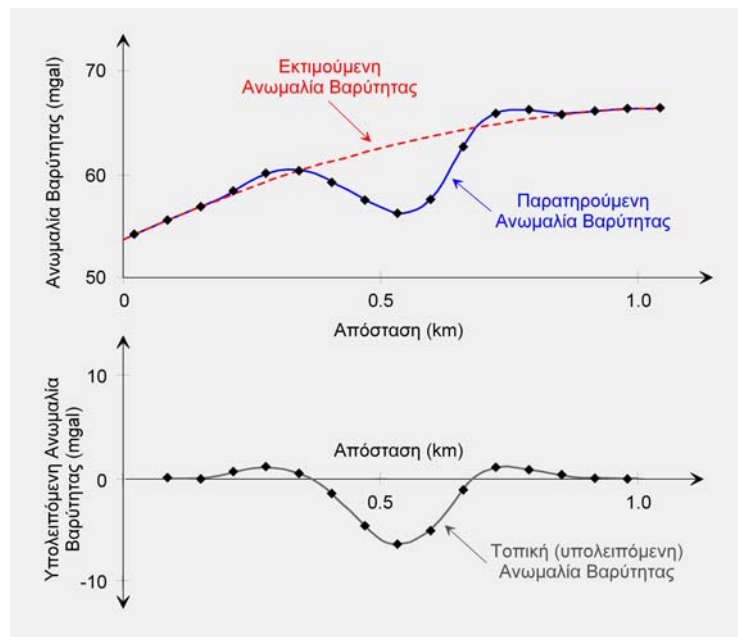 Ανωμαλία Βαρύτητας (mgal)
70
60
50
Εκτιμούμενη
Ανωμαλία Βαρύτητας
Παρατηρούμενη
Ανωμαλία Βαρύτητας
0
0.5
1.0
Απόσταση (km)
Υπολειπόμενη Ανωμαλία
Βαρύτητας (mgal)
10
0
-10
Απόσταση (km)
0.5
1.0
Τοπική (υπολειπόμενη)
Ανωμαλία Βαρύτητας